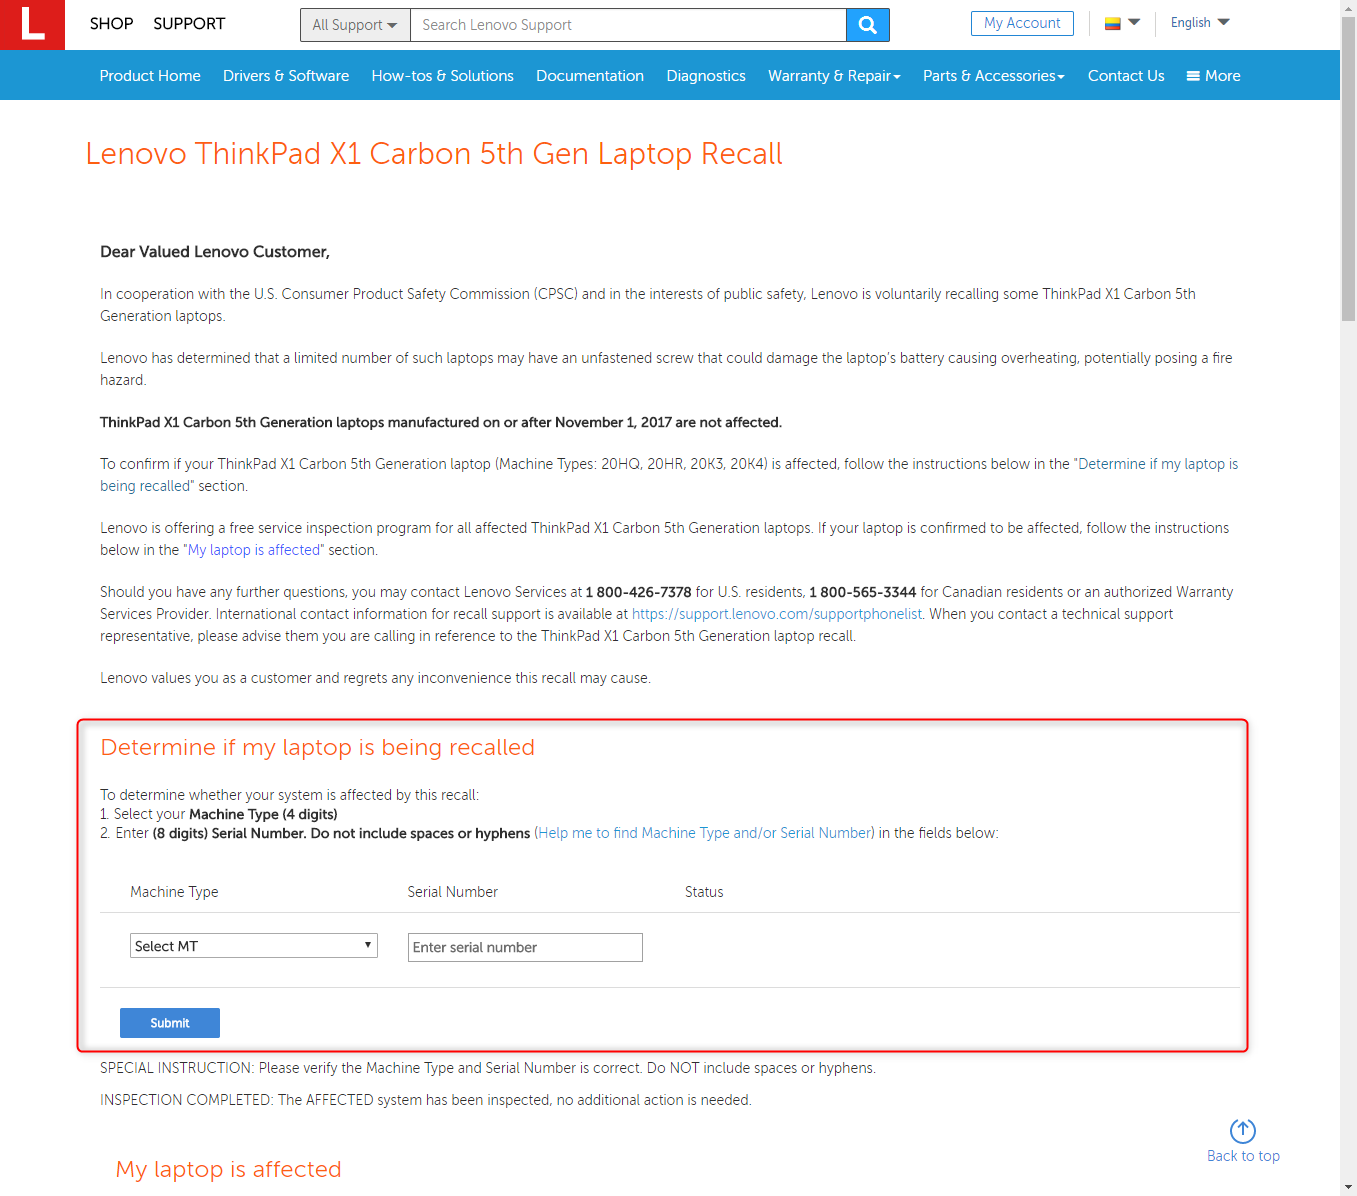 L
SHOP SUPPORT
All Support
Search Lenovo Support
My Account
English
Product Home Drivers & Software How-tos & Solutions Documentation Diagnostics Warranty & Repair Parts & Accessories Contact Us More
Lenovo ThinkPad X1 Carbon 5th Gen Laptop Recall
Dear Valued Lenovo Customer,
In cooperation with the U.S. Consumer Product Safety Commission (CPSC) and in the interests of public safety, Lenovo is voluntarily recalling some ThinkPad X1 Carbon 5th
Generation laptops.
Lenovo has determined that a limited number of such laptops may have an unfastened screw that could damage the laptop's battery causing overheating, potentially posing a fire
hazard.
ThinkPad X1 Carbon 5th Generation laptops manufactured on or after November 1, 2017 are not affected.
To confirm if your ThinkPad X1 Carbon 5th Generation laptop (Machine Types: 20HQ, 20HR, 20K3, 20K4) is affected, follow the instructions below in the "Determine if my laptop is
being recalled" section.
Lenovo is offering a free service inspection program for all affected ThinkPad X1 Carbon 5th Generation laptops. If your laptop is confirmed to be affected, follow the instructions
below in the "My laptop is affected" section.
Should you have any further questions, you may contact Lenovo Services at 1 800-426-7378 for U.S. residents, 1 800-565-3344 for Canadian residents or an authorized Warranty
Services Provider. International contact information for recall support is available at https://support.lenovo.com/supportphonelist. When you contact a technical support
representative, please advise them you are calling in reference to the ThinkPad X1 Carbon 5th Generation laptop recall.
Lenovo values you as a customer and regrets any inconvenience this recall may cause.
Determine if my laptop is being recalled
To determine whether your system is affected by this recall:
1. Select your Machine Type (4 digits)
2. Enter (8 digits) Serial Number. Do not include spaces or hyphens (Help me to find Machine Type and/or Serial Number) in the fields below:
Machine Type Serial Number Status
Select MT
Enter serial number
Submit
SPECIAL INSTRUCTION: Please verify the Machine Type and Serial Number is correct. Do NOT include spaces or hyphens.
INSPECTION COMPLETED: The AFFECTED system has been inspected, no additional action is needed.
Back to top
My laptop is affected